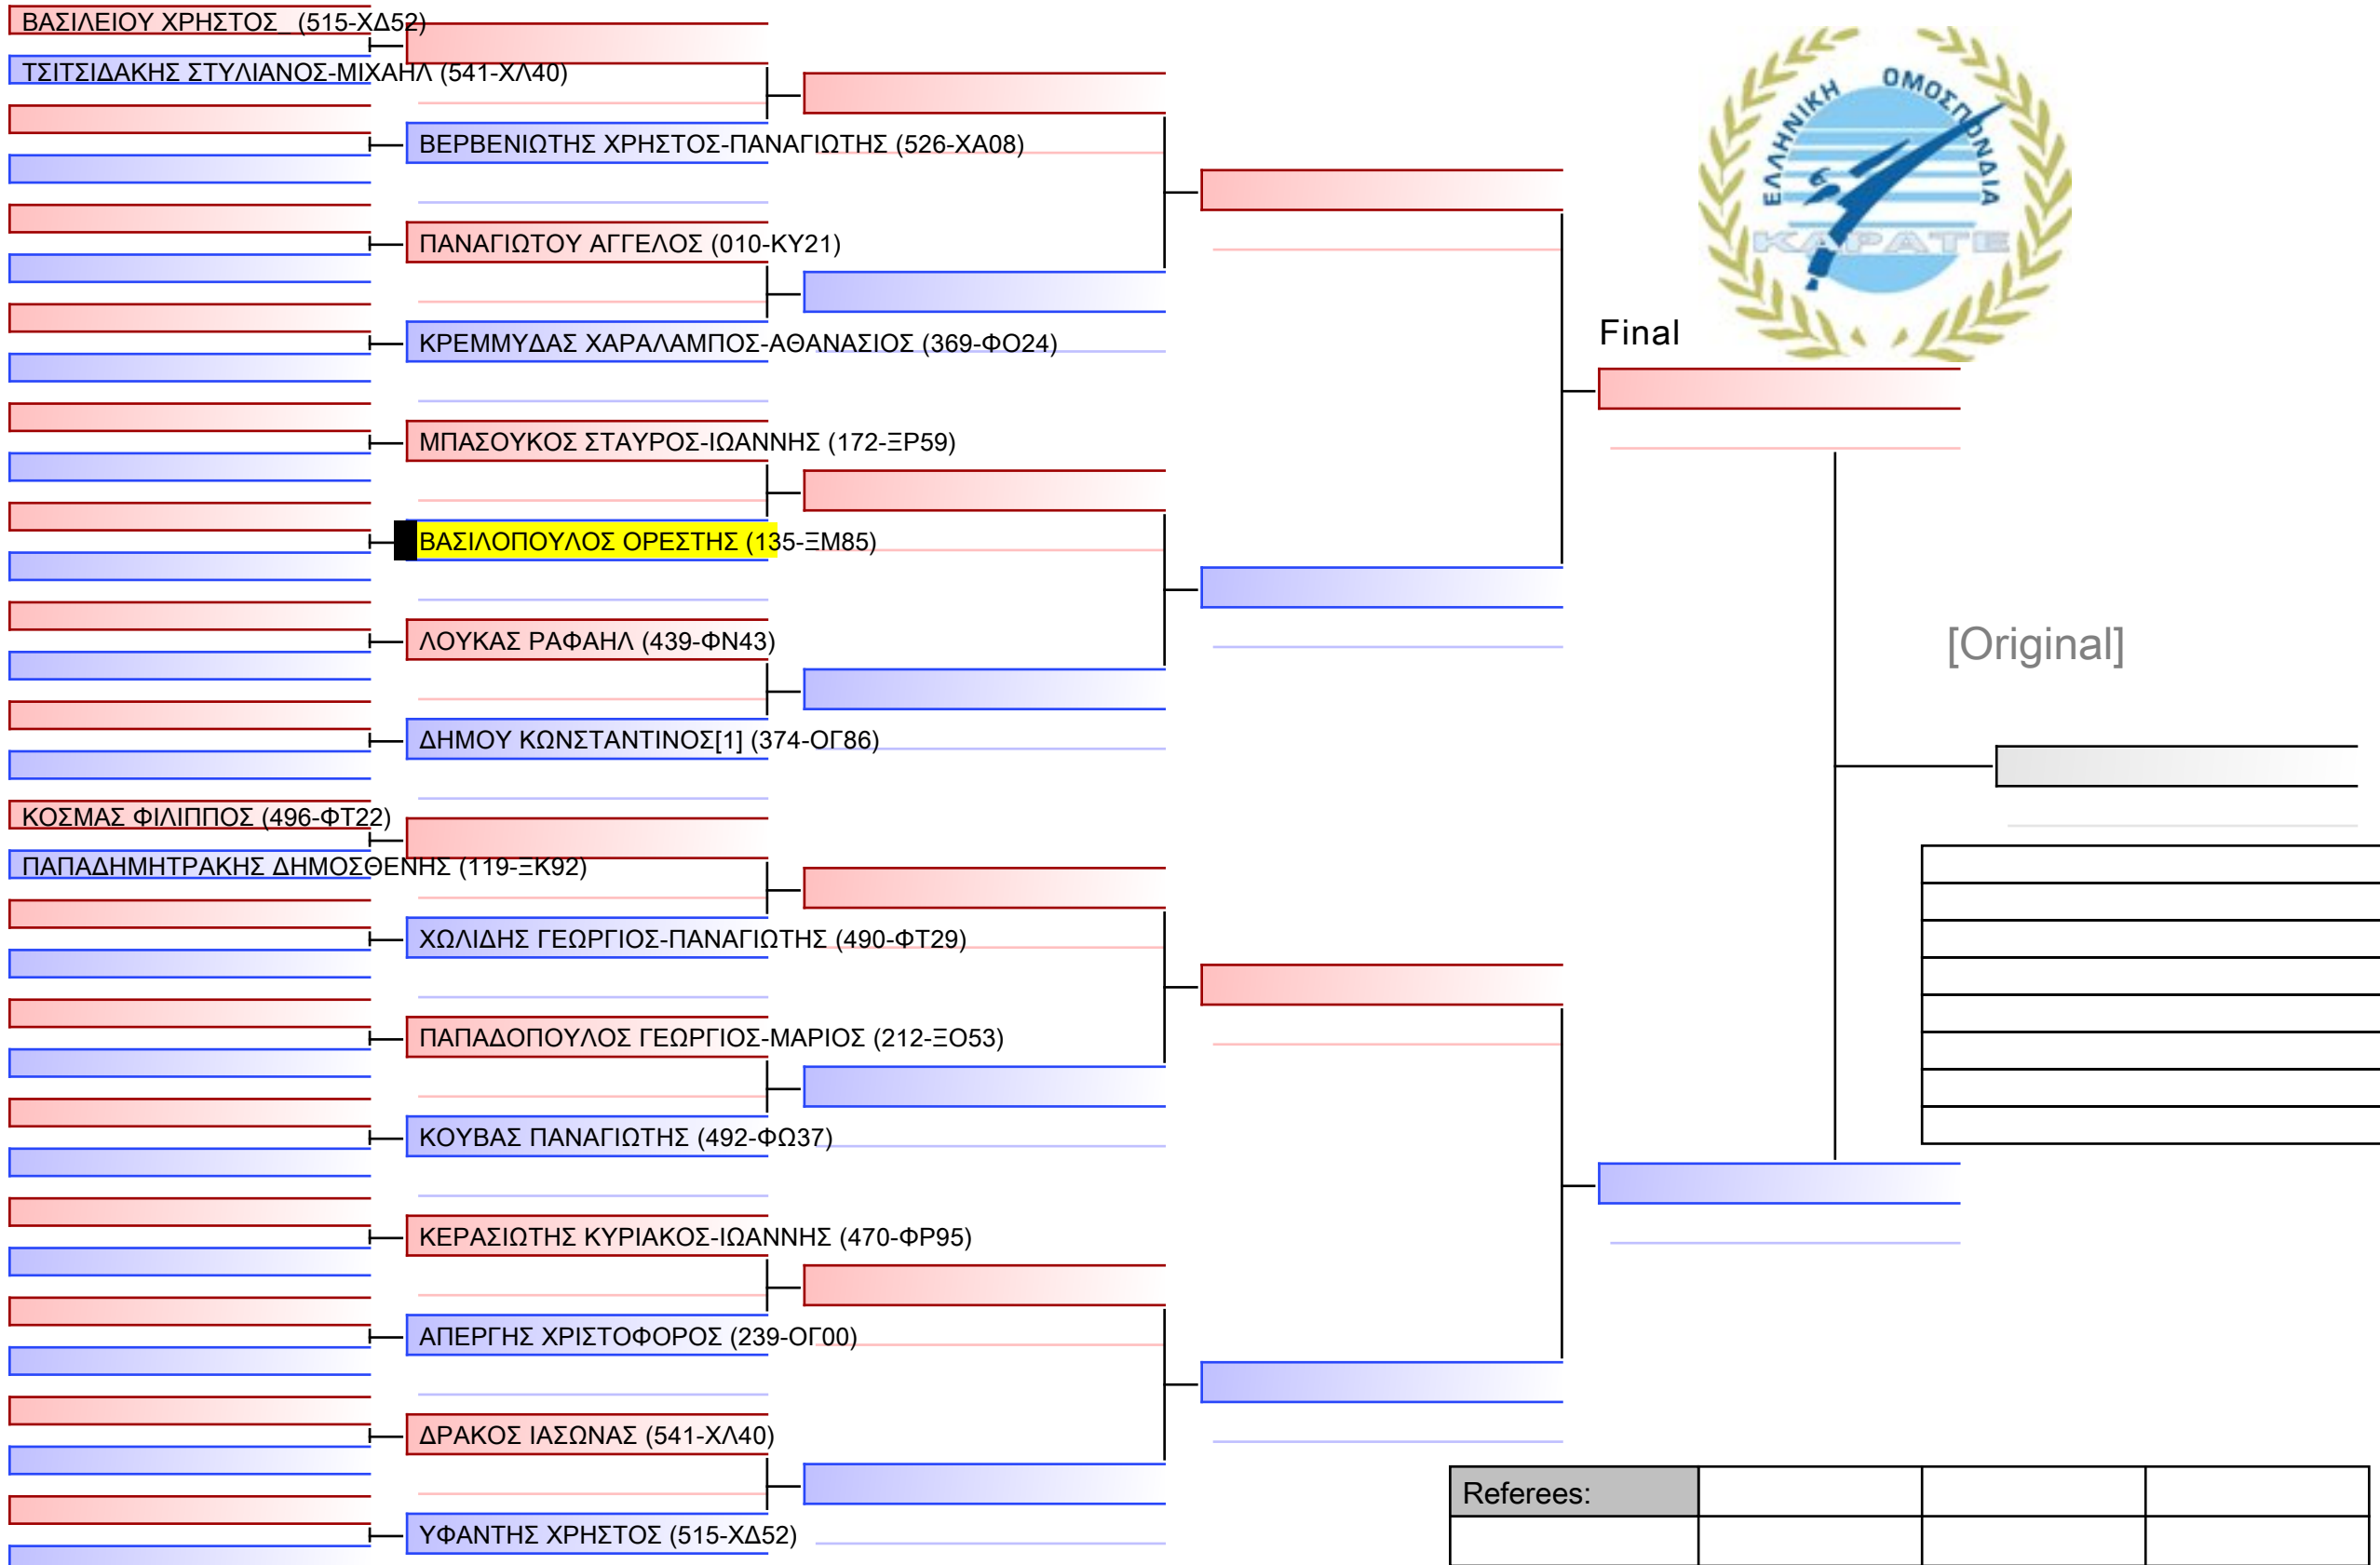 ΒΑΣΙΛΕΙΟΥ ΧΡΗΣΤΟΣ_ (515-ΧΔ52)
ΤΣΙΤΣΙΔΑΚΗΣ ΣΤΥΛΙΑΝΟΣ-ΜΙΧΑΗΛ (541-ΧΛ40)
ΒΕΡΒΕΝΙΩΤΗΣ ΧΡΗΣΤΟΣ-ΠΑΝΑΓΙΩΤΗΣ (526-ΧΑ08)
ΠΑΝΑΓΙΩΤΟΥ ΑΓΓΕΛΟΣ (010-ΚΥ21)
ΚΡΕΜΜΥΔΑΣ ΧΑΡΑΛΑΜΠΟΣ-ΑΘΑΝΑΣΙΟΣ (369-ΦΟ24)
ΜΠΑΣΟΥΚΟΣ ΣΤΑΥΡΟΣ-ΙΩΑΝΝΗΣ (172-ΞΡ59)
ΒΑΣΙΛΟΠΟΥΛΟΣ ΟΡΕΣΤΗΣ (135-ΞΜ85)
ΛΟΥΚΑΣ ΡΑΦΑΗΛ (439-ΦΝ43)
ΔΗΜΟΥ ΚΩΝΣΤΑΝΤΙΝΟΣ[1] (374-ΟΓ86)
ΚΟΣΜΑΣ ΦΙΛΙΠΠΟΣ (496-ΦΤ22)
ΠΑΠΑΔΗΜΗΤΡΑΚΗΣ ΔΗΜΟΣΘΕΝΗΣ (119-ΞΚ92)
ΧΩΛΙΔΗΣ ΓΕΩΡΓΙΟΣ-ΠΑΝΑΓΙΩΤΗΣ (490-ΦΤ29)
ΠΑΠΑΔΟΠΟΥΛΟΣ ΓΕΩΡΓΙΟΣ-ΜΑΡΙΟΣ (212-ΞΟ53)
ΚΟΥΒΑΣ ΠΑΝΑΓΙΩΤΗΣ (492-ΦΩ37)
ΚΕΡΑΣΙΩΤΗΣ ΚΥΡΙΑΚΟΣ-ΙΩΑΝΝΗΣ (470-ΦΡ95)
ΑΠΕΡΓΗΣ ΧΡΙΣΤΟΦΟΡΟΣ (239-ΟΓ00)
ΔΡΑΚΟΣ ΙΑΣΩΝΑΣ (541-ΧΛ40)
ΥΦΑΝΤΗΣ ΧΡΗΣΤΟΣ (515-ΧΔ52)
ΕΛΛΗΝΙΚΗ ΟΜΟΣΠΟΝΔΙΑ
ΚΑΡΑΤΕ
Final
[Original]
Referees: